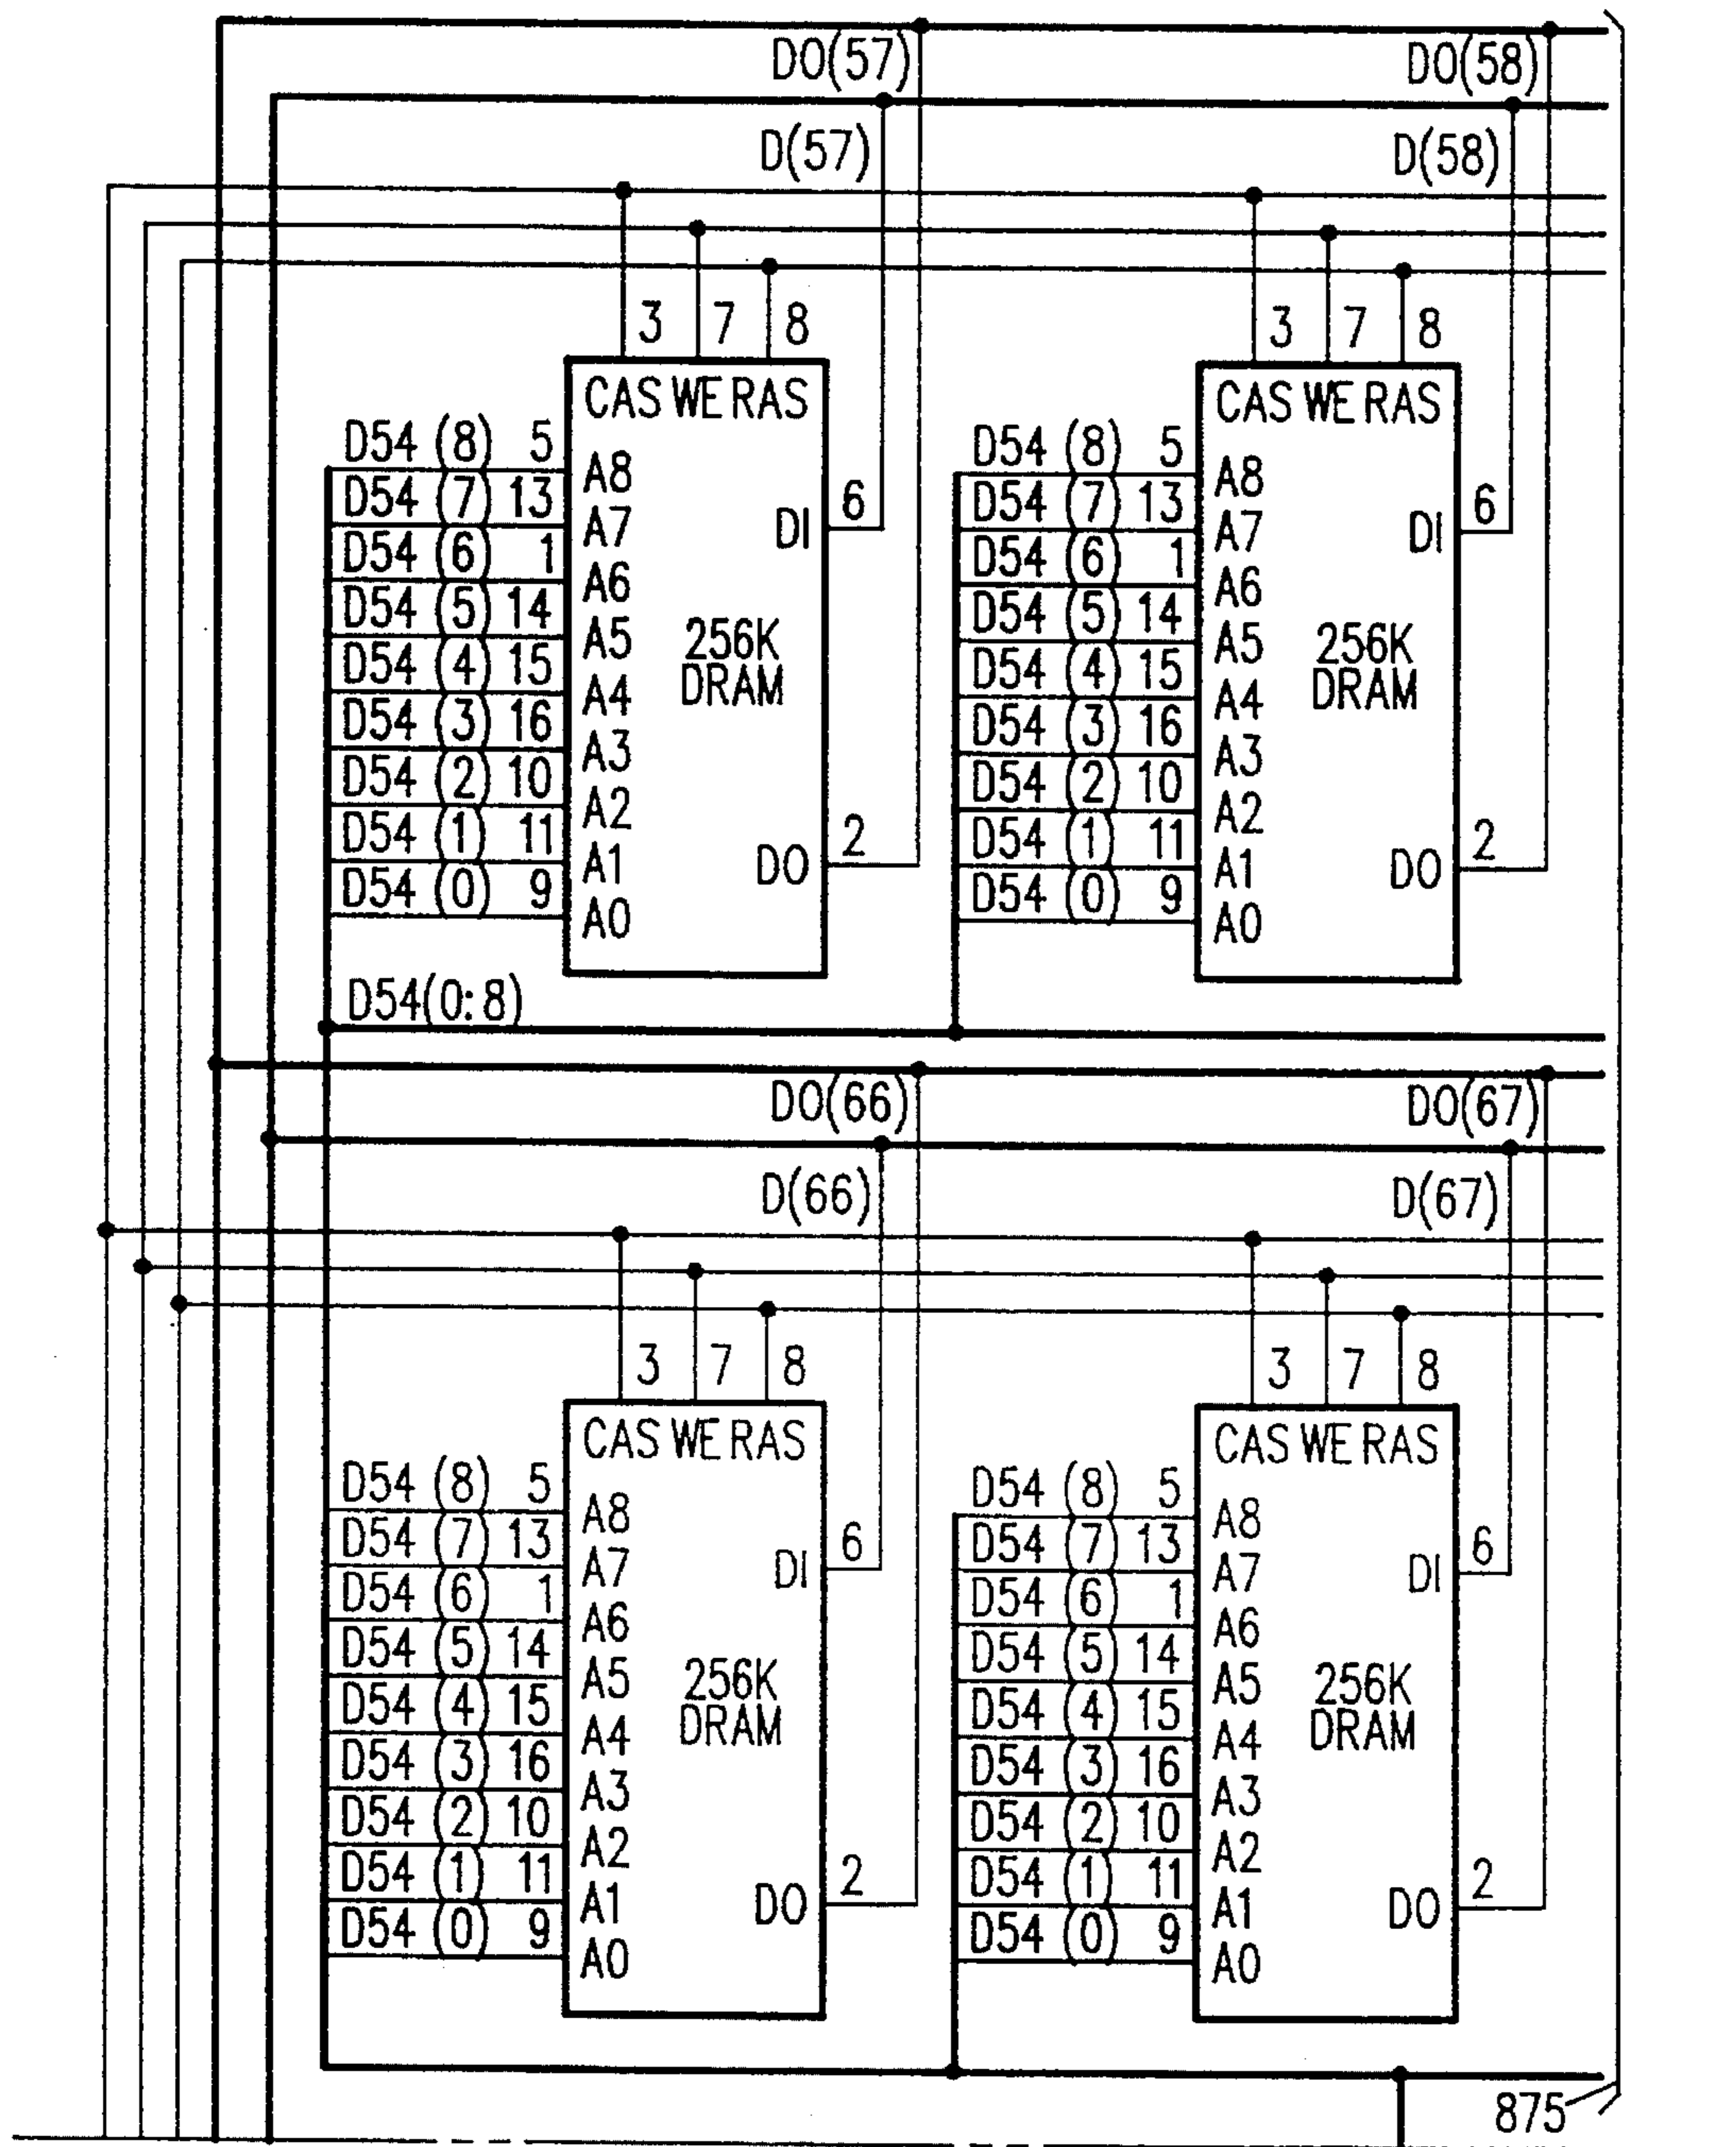 DO(57) DO(58)
D(57) D(58)
3 7 8 3 7 8
CAS WE RAS CAS WE RAS
D54 (8) 5 A8 D54 (8) 5 A8
D54 (7) 13 A7 DI 6 D54 (7) 13 A7 DI 6
D54 (6) 1 A6 D54 (6) 1 A6
D54 (5) 14 A5 256K D54 (5) 14 A5 256K
D54 (4) 15 A4 DRAM D54 (4) 15 A4 DRAM
D54 (3) 16 A3 D54 (3) 16 A3
D54 (2) 10 A2 D54 (2) 10 A2
D54 (1) 11 A1 DO 2 D54 (1) 11 A1 DO 2
D54 (0) 9 A0 D54 (0) 9 A0
D54(0:8)
DO(66) DO(67)
D(66) D(67)
3 7 8 3 7 8
CAS WE RAS CAS WE RAS
D54 (8) 5 A8 D54 (8) 5 A8
D54 (7) 13 A7 DI 6 D54 (7) 13 A7 DI 6
D54 (6) 1 A6 D54 (6) 1 A6
D54 (5) 14 A5 256K D54 (5) 14 A5 256K
D54 (4) 15 A4 DRAM D54 (4) 15 A4 DRAM
D54 (3) 16 A3 D54 (3) 16 A3
D54 (2) 10 A2 D54 (2) 10 A2
D54 (1) 11 A1 DO 2 D54 (1) 11 A1 DO 2
D54 (0) 9 A0 D54 (0) 9 A0
875